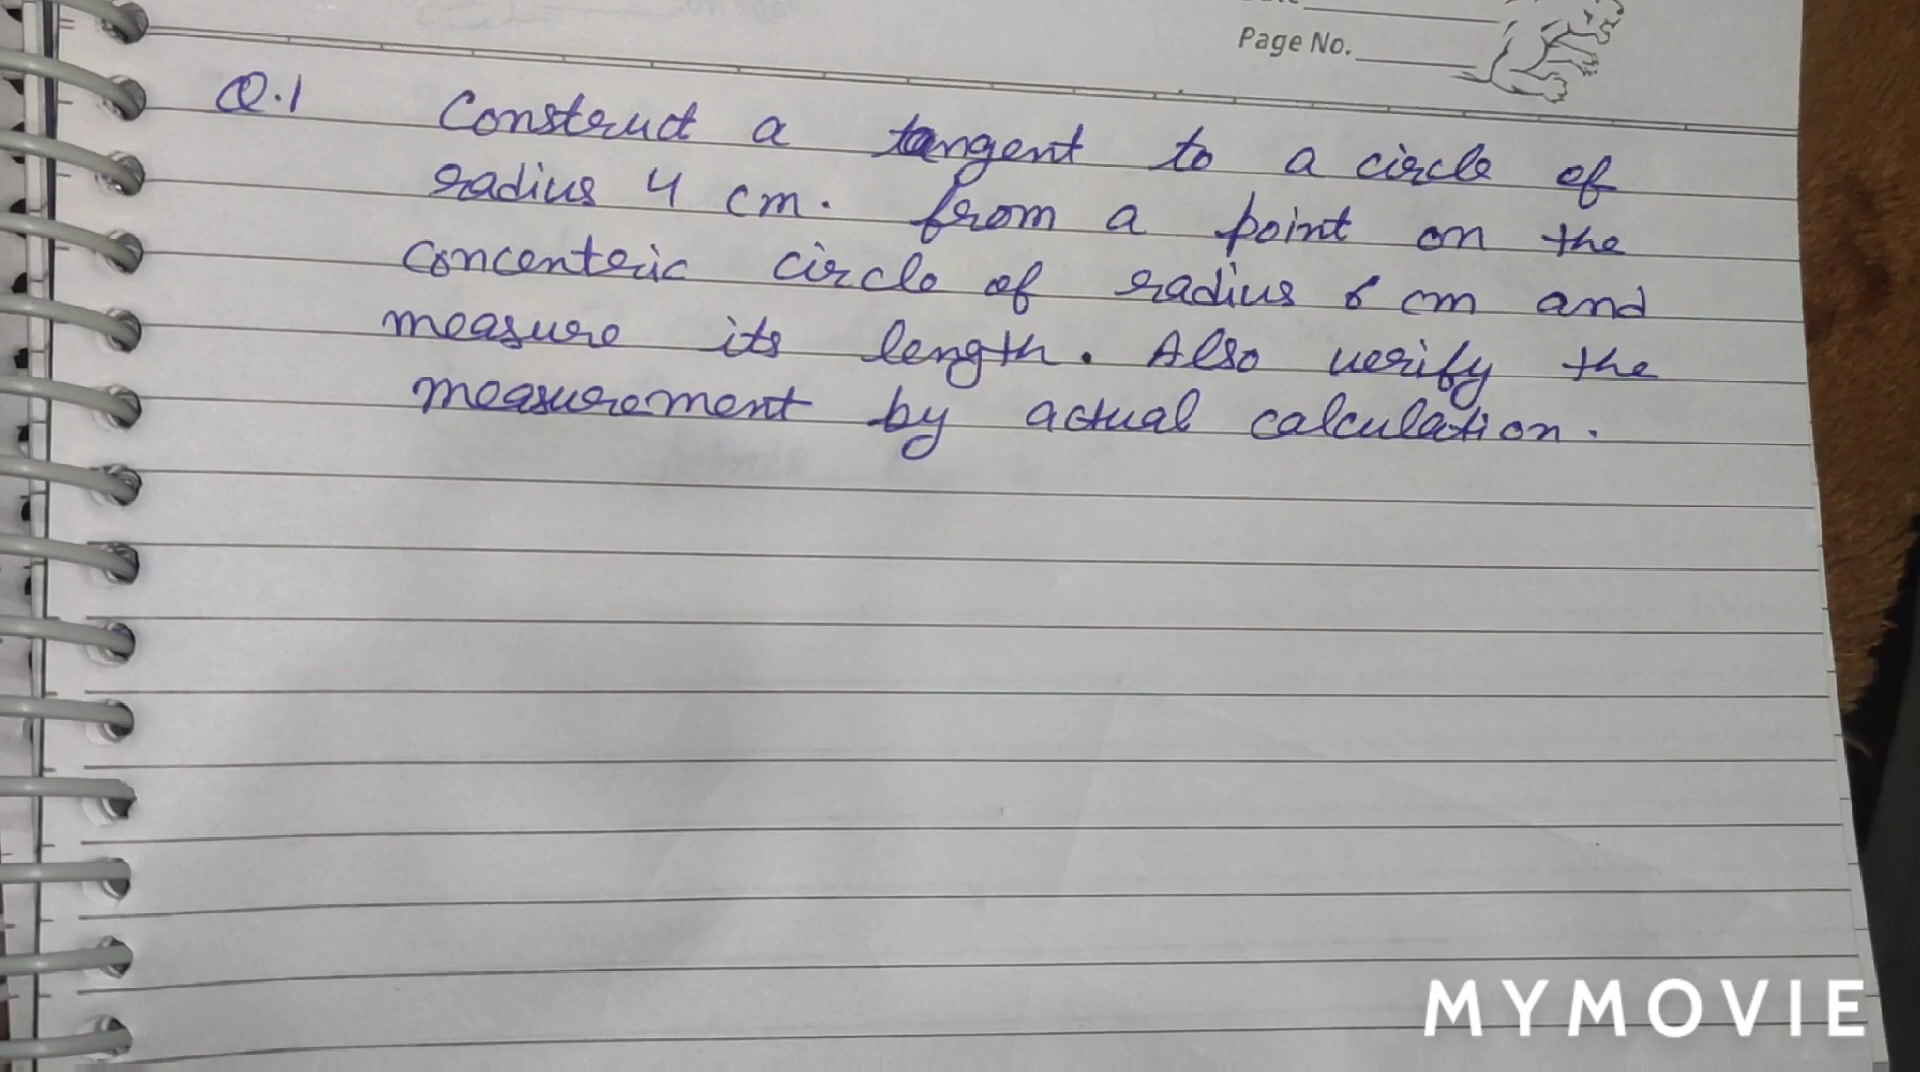 Page No.
Q.1 Construct a tangent to a circle of
radius 4 cm. from a point on the
concentric circle of radius 6 cm and
measure its length. Also verify the
measurement by actual calculation.
MYMOVIE